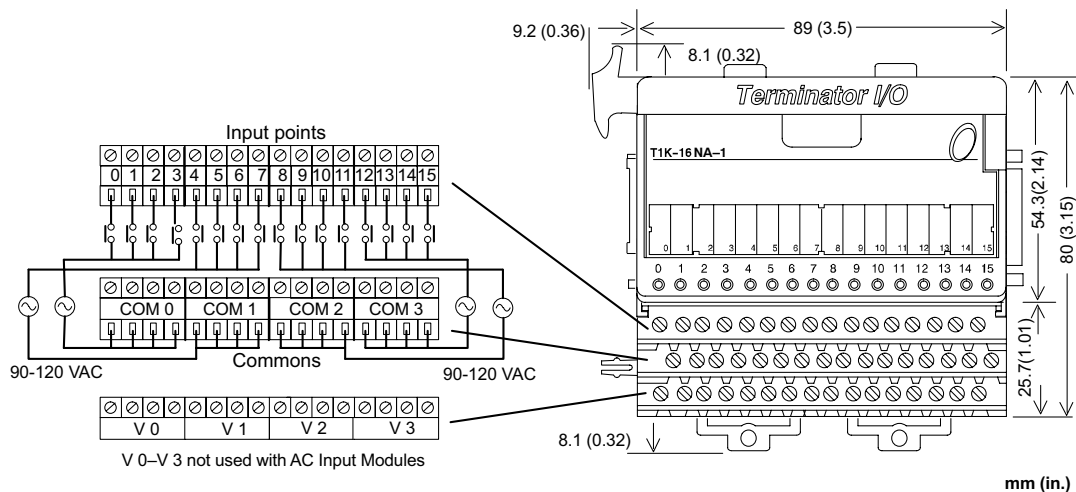 9.2 (0.36)
89 (3.5)
8.1 (0.32)
Terminator I/O
T1K–16 NA–1
Input points
0 1 2 3 4 5 6 7 8 9 10 11 12 13 14 15
0 1 2 3 4 5 6 7 8 9 10 11 12 13 14 15
0 1 2 3 4 5 6 7 8 9 10 11 12 13 14 15
54.3(2.14)
80 (3.15)
COM 0 COM 1 COM 2 COM 3
Commons
90-120 VAC
90-120 VAC
25.7(1.01)
V 0 V 1 V 2 V 3
8.1 (0.32)
V 0–V 3 not used with AC Input Modules
mm (in.)